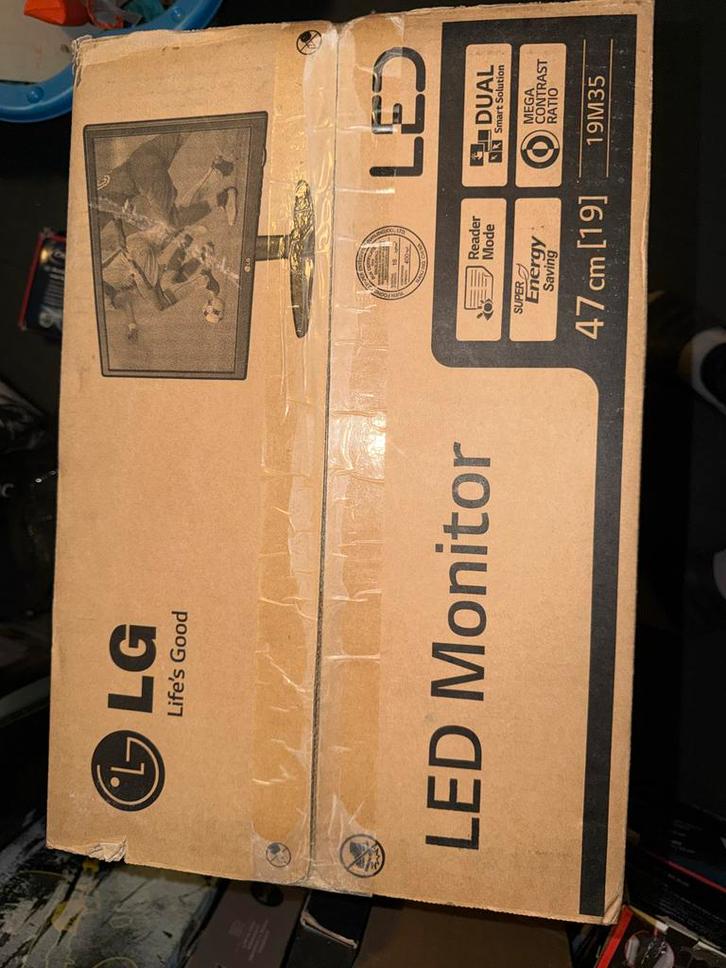 LG
Life's Good
LG
LED
DUAL
Smart Solution
MEGA
CONTRAST
RATIO
Reader
Mode
SUPER
Energy
Saving
47 cm [19]
19M35
LED Monitor